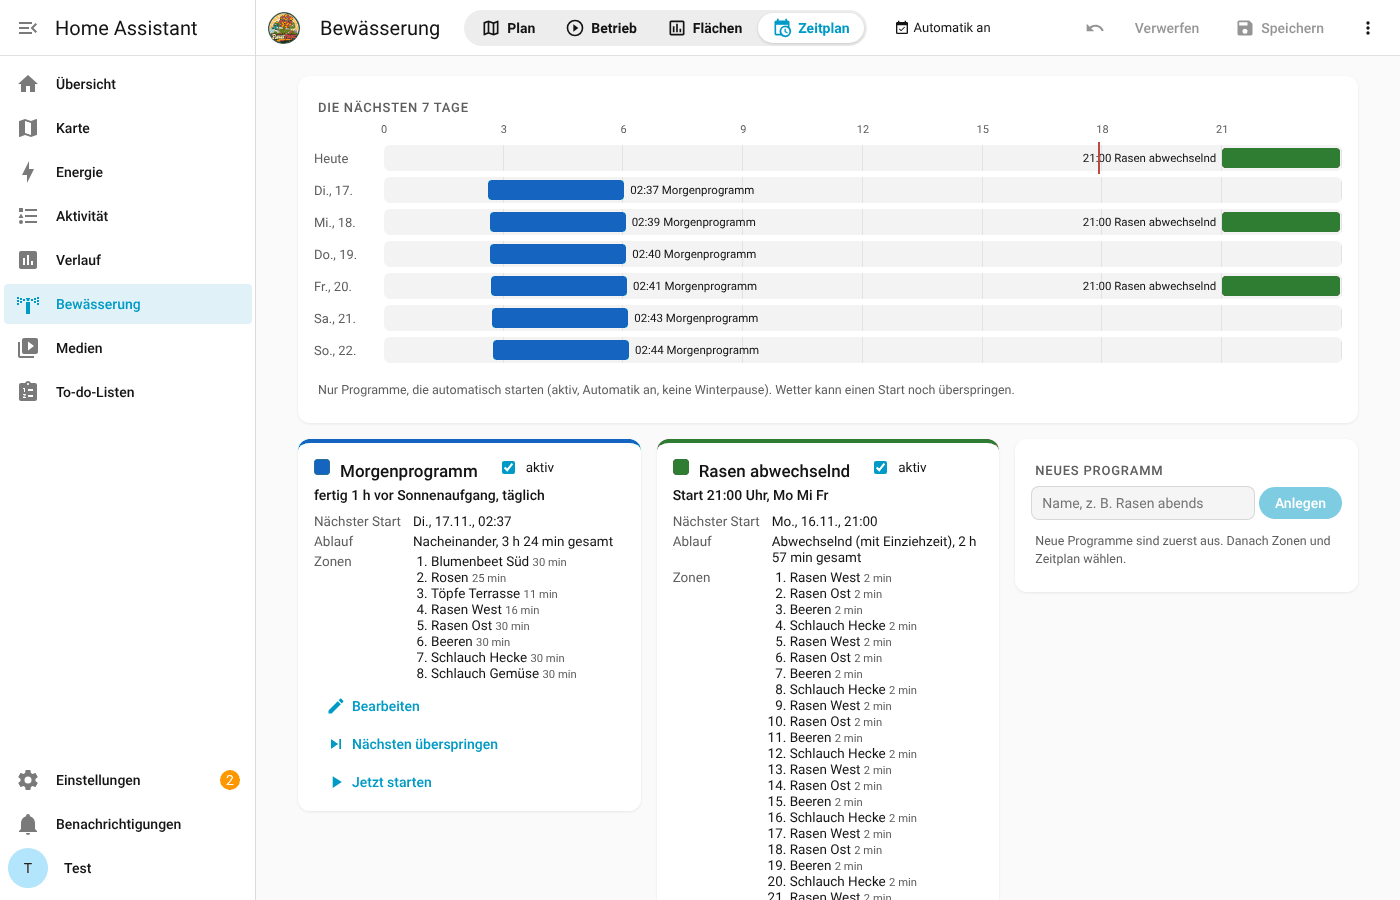 Home Assistant
Bewässerung
Plan
Betrieb
Flächen
Zeitplan
Automatik an
Verwerfen
Speichern
Übersicht
Karte
Energie
Aktivität
Verlauf
Bewässerung
Medien
To-do-Listen
Einstellungen
2
Benachrichtigungen
T
Test
DIE NÄCHSTEN 7 TAGE
0 3 6 9 12 15 18 21
Heute 21:00 Rasen abwechselnd
Di., 17. 02:37 Morgenprogramm
Mi., 18. 02:39 Morgenprogramm 21:00 Rasen abwechselnd
Do., 19. 02:40 Morgenprogramm
Fr., 20. 02:41 Morgenprogramm 21:00 Rasen abwechselnd
Sa., 21. 02:43 Morgenprogramm
So., 22. 02:44 Morgenprogramm
Nur Programme, die automatisch starten (aktiv, Automatik an, keine Winterpause). Wetter kann einen Start noch überspringen.
Morgenprogramm aktiv
fertig 1 h vor Sonnenaufgang, täglich
Nächster Start Di., 17.11., 02:37
Ablauf Nacheinander, 3 h 24 min gesamt
Zonen 1. Blumenbeet Süd 30 min
2. Rosen 25 min
3. Töpfe Terrasse 11 min
4. Rasen West 16 min
5. Rasen Ost 30 min
6. Beeren 30 min
7. Schlauch Hecke 30 min
8. Schlauch Gemüse 30 min
Bearbeiten
Nächsten überspringen
Jetzt starten
Rasen abwechselnd aktiv
Start 21:00 Uhr, Mo Mi Fr
Nächster Start Mo., 16.11., 21:00
Ablauf Abwechselnd (mit Einziehzeit), 2 h
57 min gesamt
Zonen 1. Rasen West 2 min
2. Rasen Ost 2 min
3. Beeren 2 min
4. Schlauch Hecke 2 min
5. Rasen West 2 min
6. Rasen Ost 2 min
7. Beeren 2 min
8. Schlauch Hecke 2 min
9. Rasen West 2 min
10. Rasen Ost 2 min
11. Beeren 2 min
12. Schlauch Hecke 2 min
13. Rasen West 2 min
14. Rasen Ost 2 min
15. Beeren 2 min
16. Schlauch Hecke 2 min
17. Rasen West 2 min
18. Rasen Ost 2 min
19. Beeren 2 min
20. Schlauch Hecke 2 min
21. Rasen West 2 min
NEUES PROGRAMM
Name, z. B. Rasen abends
Anlegen
Neue Programme sind zuerst aus. Danach Zonen und
Zeitplan wählen.